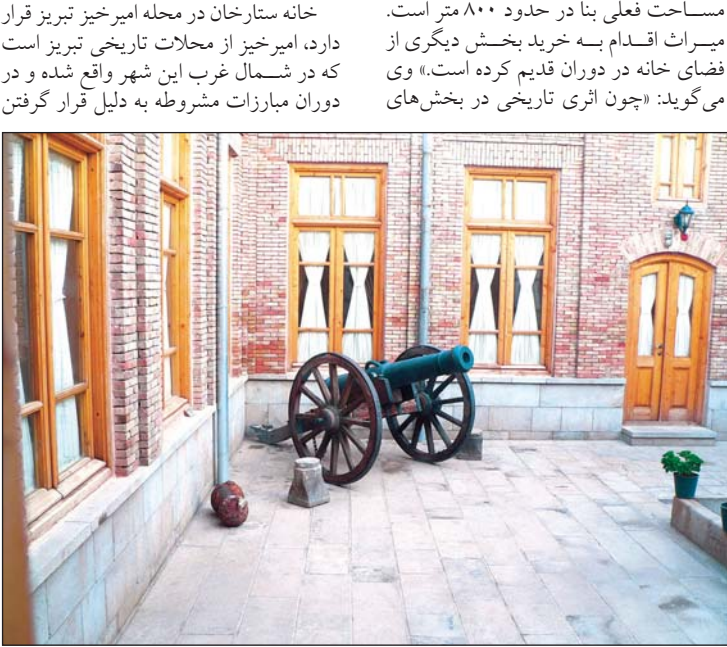 خانه ستارخان در محله امیرخیز تبریز قرار
دارد، امیرخیز از محلات تاریخی تبریز است
که در شمال غرب این شهر واقع شده و در
دوران مبارزات مشروطه به دلیل قرار گرفتن
مساحت فعلی بنا در حدود ۸۰۰ متر است.
میراث اقدام به خرید بخش دیگری از
فضای خانه در دوران قدیم کرده است.» وی
می‌گوید: «چون اثری تاریخی در بخش‌های